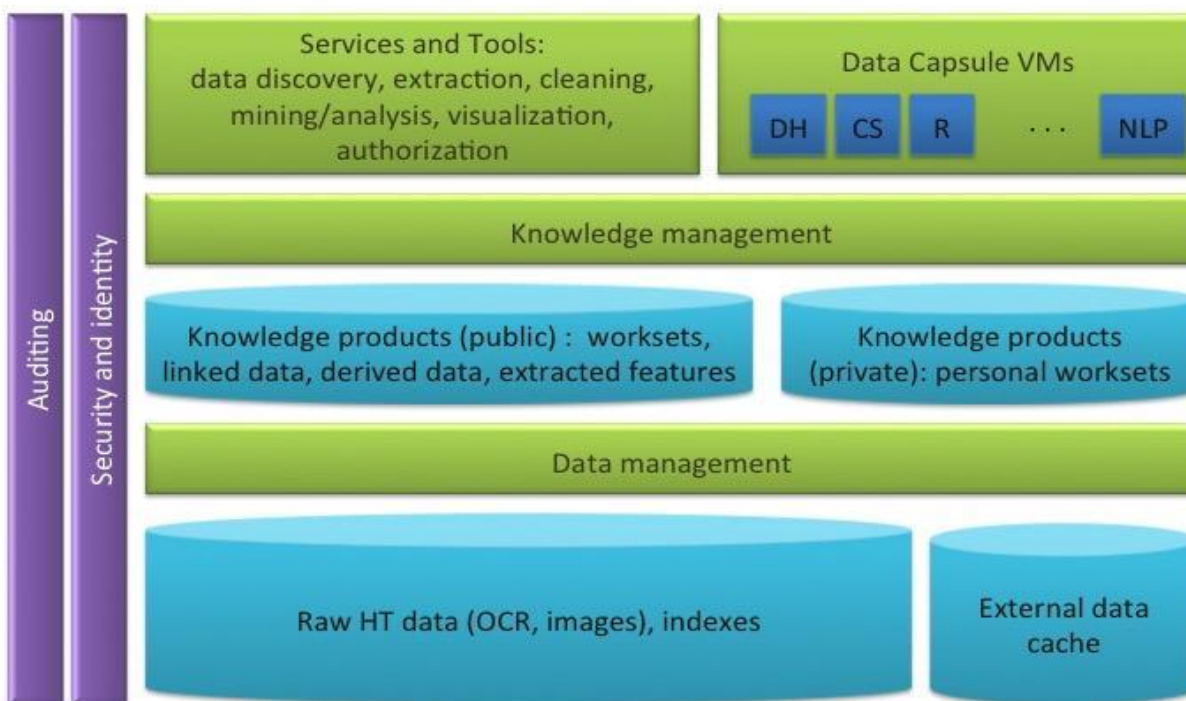 Services and Tools:
data discovery, extraction, cleaning,
mining/analysis, visualization,
authorization
Data Capsule VMs
DH
CS
R
. . .
NLP
Knowledge management
Knowledge products (public) : worksets,
linked data, derived data, extracted features
Knowledge products
(private): personal worksets
Data management
Raw HT data (OCR, images), indexes
External data
cache
Auditing
Security and identity